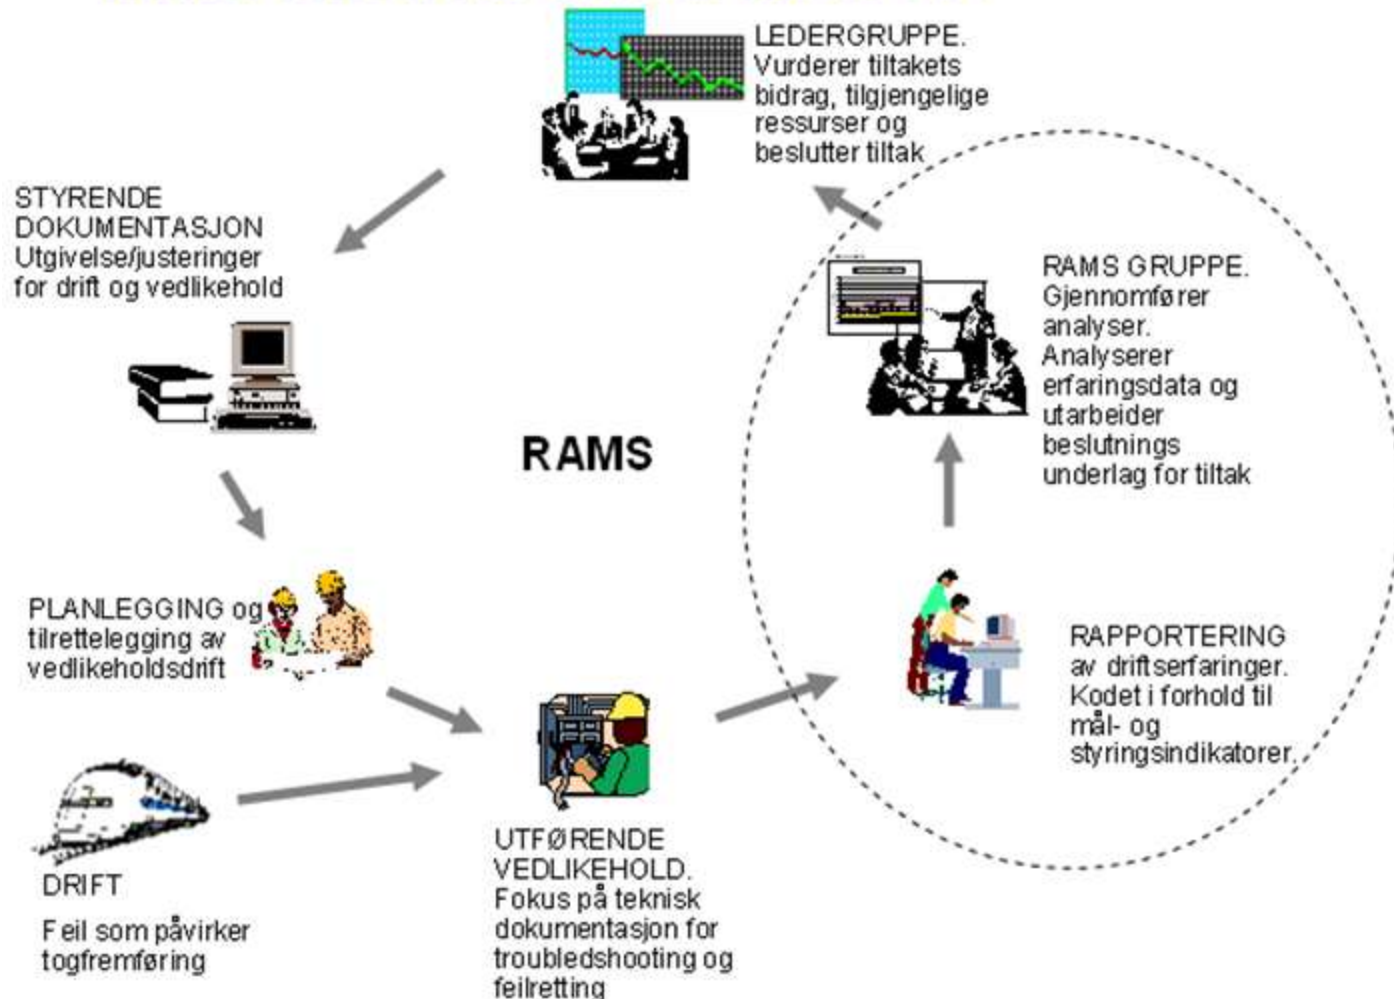 LEDERGRUPPE.
Vurderer tiltakets
bidrag, tilgjengelige
ressurser og
beslutter tiltak
STYRENDE
DOKUMENTASJON
Utgivelse/justeringer
for drift og vedlikehold
RAMS GRUPPE.
Gjennomfører
analyser.
Analyserer
erfaringsdata og
utarbeider
beslutnings
underlag for tiltak
RAMS
PLANLEGGING og
tilrettelegging av
vedlikeholdsdrift
RAPPORTERING
av driftserfaringer.
Kodet i forhold til
mål- og
styringsindikatorer.
DRIFT
Feil som påvirker
togfremføring
UTFØRENDE
VEDLIKEHOLD.
Fokus på teknisk
dokumentasjon for
troubledshooting og
feilretting